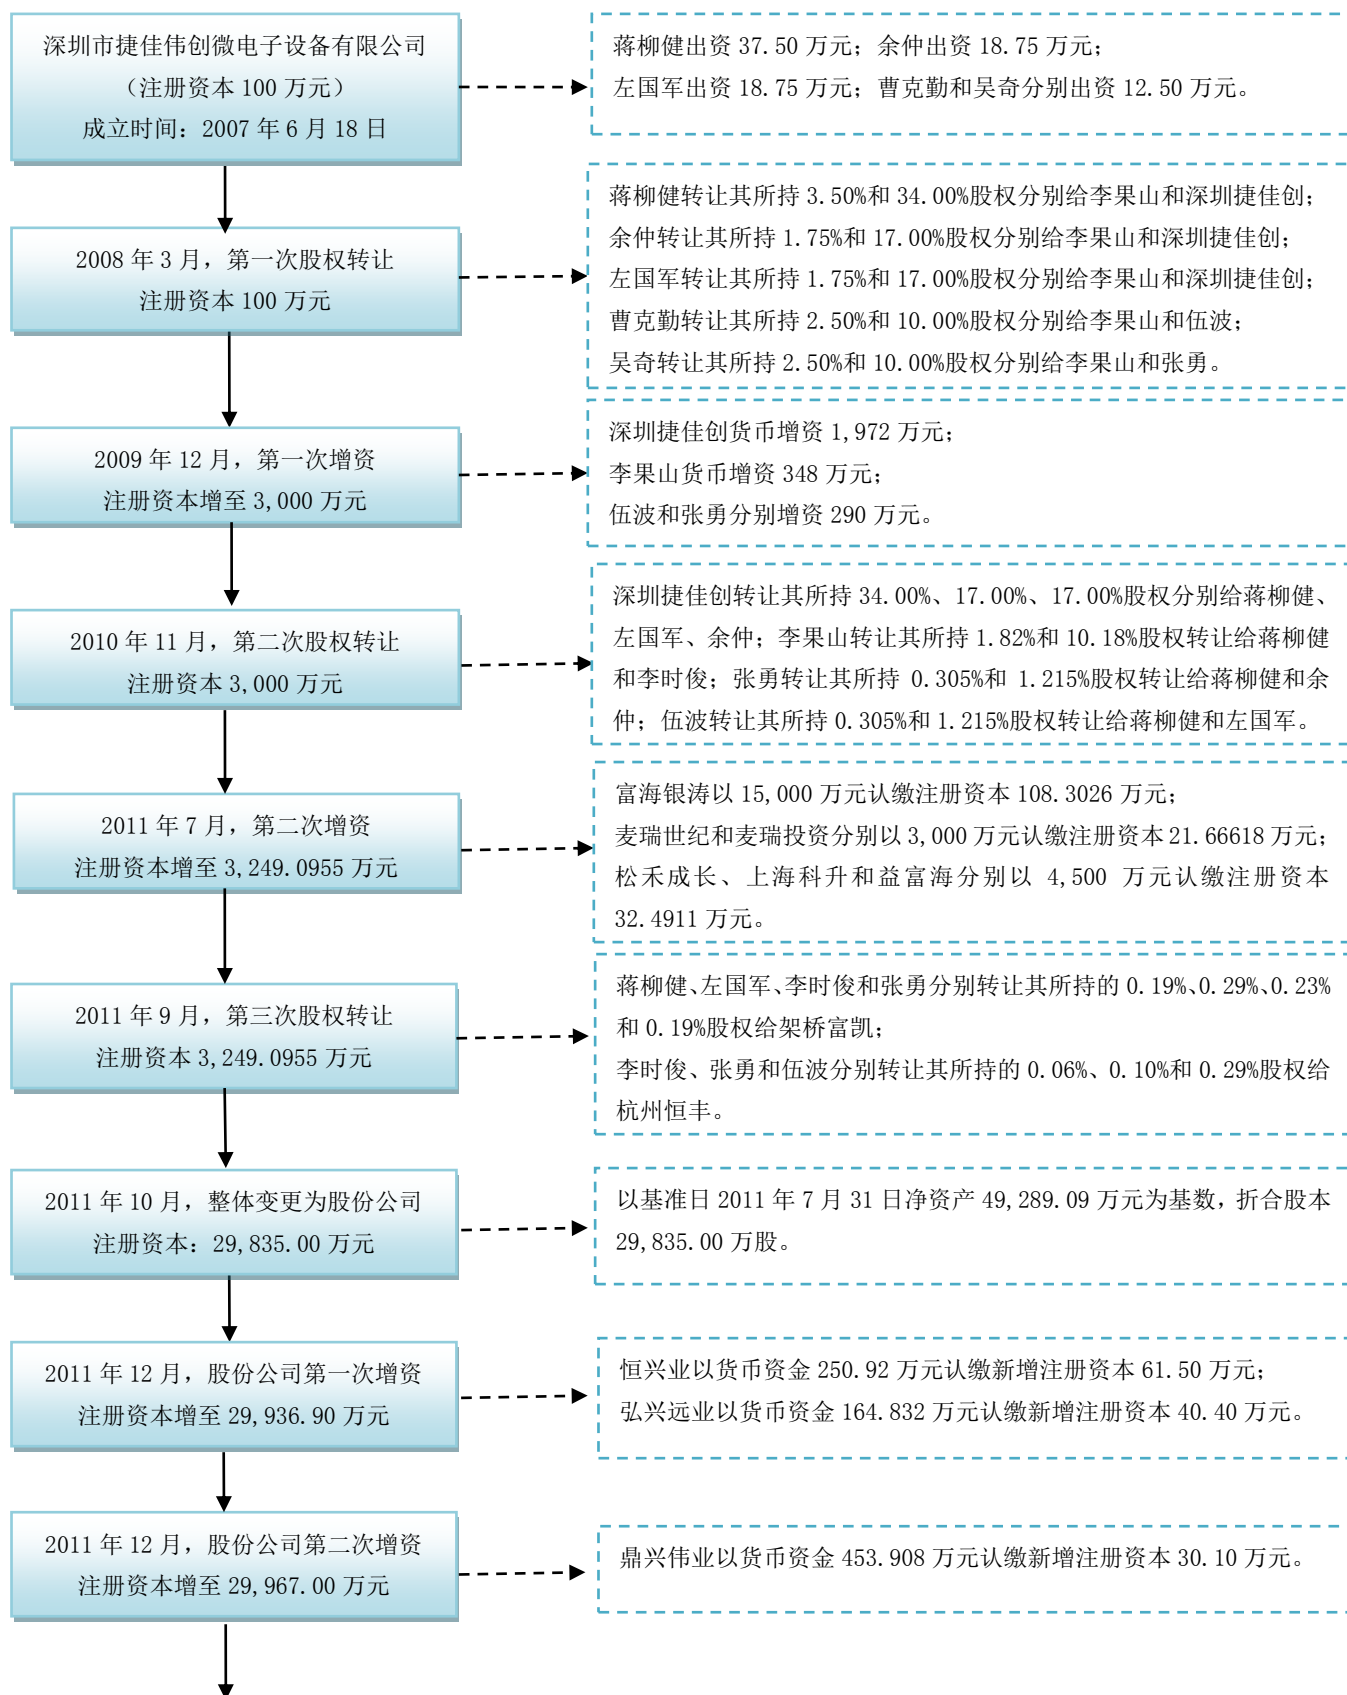 深圳市捷佳伟创微电子设备有限公司
（注册资本 100 万元）
成立时间：2007 年 6 月 18 日
蒋柳健出资 37.50 万元；余仲出资 18.75 万元；
左国军出资 18.75 万元；曹克勤和吴奇分别出资 12.50 万元。
2008 年 3 月，第一次股权转让
注册资本 100 万元
蒋柳健转让其所持 3.50%和 34.00%股权分别给李果山和深圳捷佳创；
余仲转让其所持 1.75%和 17.00%股权分别给李果山和深圳捷佳创；
左国军转让其所持 1.75%和 17.00%股权分别给李果山和深圳捷佳创；
曹克勤转让其所持 2.50%和 10.00%股权分别给李果山和伍波；
吴奇转让其所持 2.50%和 10.00%股权分别给李果山和张勇。
2009 年 12 月，第一次增资
注册资本增至 3,000 万元
深圳捷佳创货币增资 1,972 万元；
李果山货币增资 348 万元；
伍波和张勇分别增资 290 万元。
2010 年 11 月，第二次股权转让
注册资本 3,000 万元
深圳捷佳创转让其所持 34.00%、17.00%、17.00%股权分别给蒋柳健、
左国军、余仲；李果山转让其所持 1.82%和 10.18%股权转让给蒋柳健
和李时俊；张勇转让其所持 0.305%和 1.215%股权转让给蒋柳健和余
仲；伍波转让其所持 0.305%和 1.215%股权转让给蒋柳健和左国军。
2011 年 7 月，第二次增资
注册资本增至 3,249.0955 万元
富海银涛以 15,000 万元认缴注册资本 108.3026 万元；
麦瑞世纪和麦瑞投资分别以 3,000 万元认缴注册资本 21.66618 万元；
松禾成长、上海科升和益富海分别以 4,500 万元认缴注册资本
32.4911 万元。
2011 年 9 月，第三次股权转让
注册资本 3,249.0955 万元
蒋柳健、左国军、李时俊和张勇分别转让其所持的 0.19%、0.29%、0.23%
和 0.19%股权给架桥富凯；
李时俊、张勇和伍波分别转让其所持的 0.06%、0.10%和 0.29%股权给
杭州恒丰。
2011 年 10 月，整体变更为股份公司
注册资本：29,835.00 万元
以基准日 2011 年 7 月 31 日净资产 49,289.09 万元为基数，折合股本
29,835.00 万股。
2011 年 12 月，股份公司第一次增资
注册资本增至 29,936.90 万元
恒兴业以货币资金 250.92 万元认缴新增注册资本 61.50 万元；
弘兴远业以货币资金 164.832 万元认缴新增注册资本 40.40 万元。
2011 年 12 月，股份公司第二次增资
注册资本增至 29,967.00 万元
鼎兴伟业以货币资金 453.908 万元认缴新增注册资本 30.10 万元。